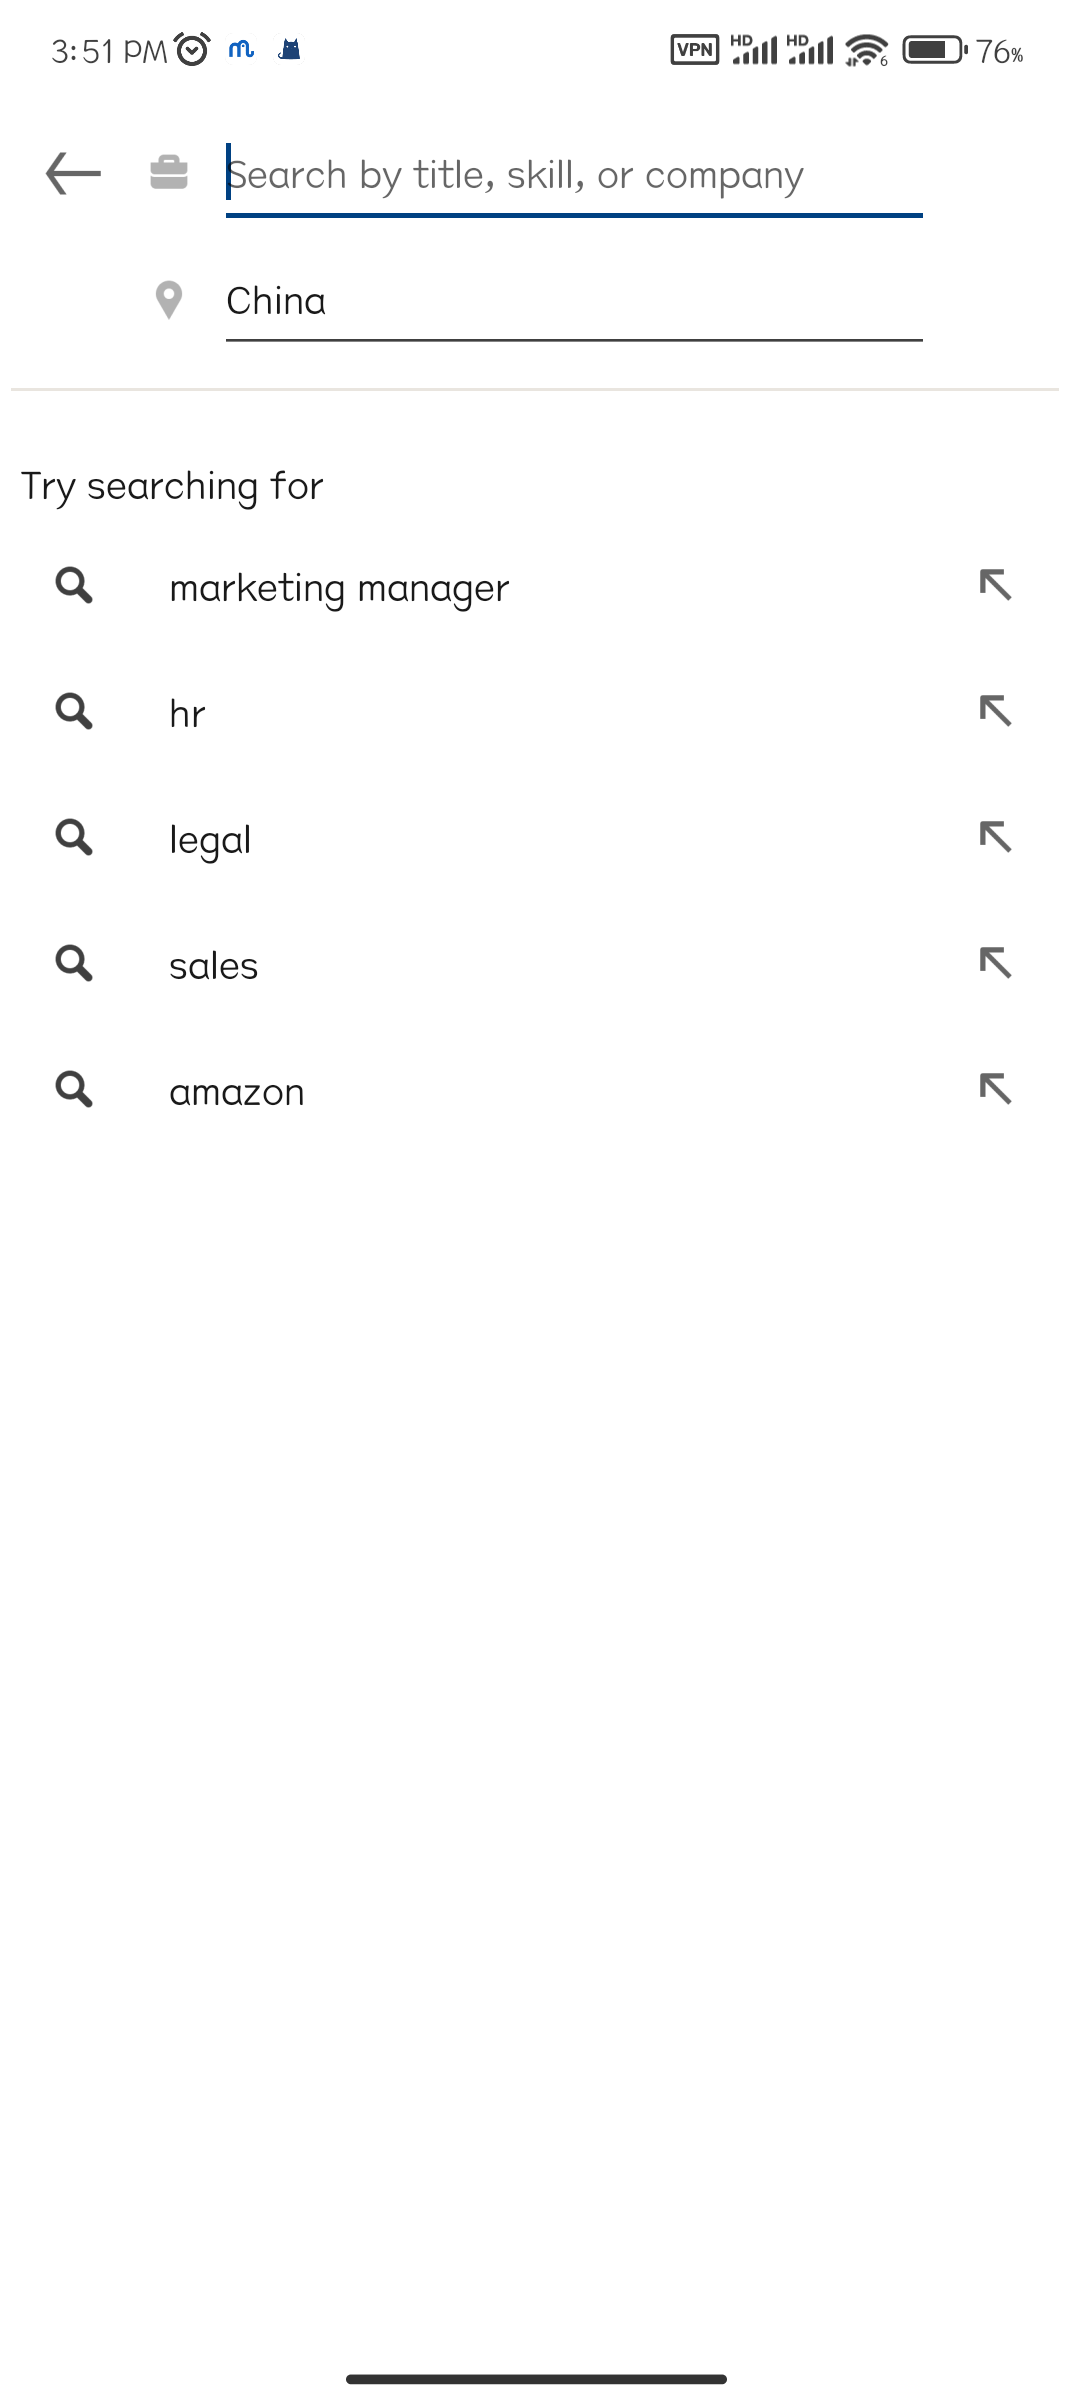 3:51 PM VPN HD HD 6 76%
Search by title, skill, or company
China
Try searching for
marketing manager
hr
legal
sales
amazon